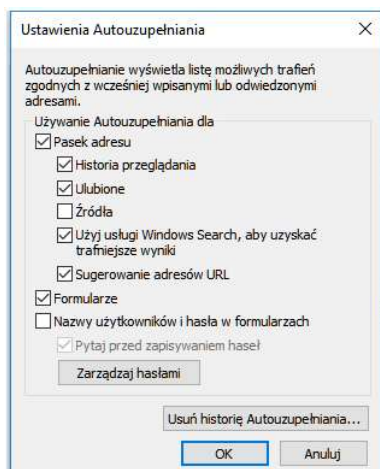 Ustawienia Autouzupełniania
Autouzupełnianie wyświetla listę możliwych trafień
zgodnych z wcześniej wpisanymi lub odwiedzonymi
adresami.
Używanie Autouzupełniania dla
Pasek adresu
Historia przeglądania
Ulubione
Źródła
Użyj usługi Windows Search, aby uzyskać
trafniejsze wyniki
Sugerowanie adresów URL
Formularze
Nazwy użytkowników i hasła w formularzach
Pytaj przed zapisywaniem haseł
Zarządzaj hasłami
Usuń historię Autouzupełniania...
OK Anuluj